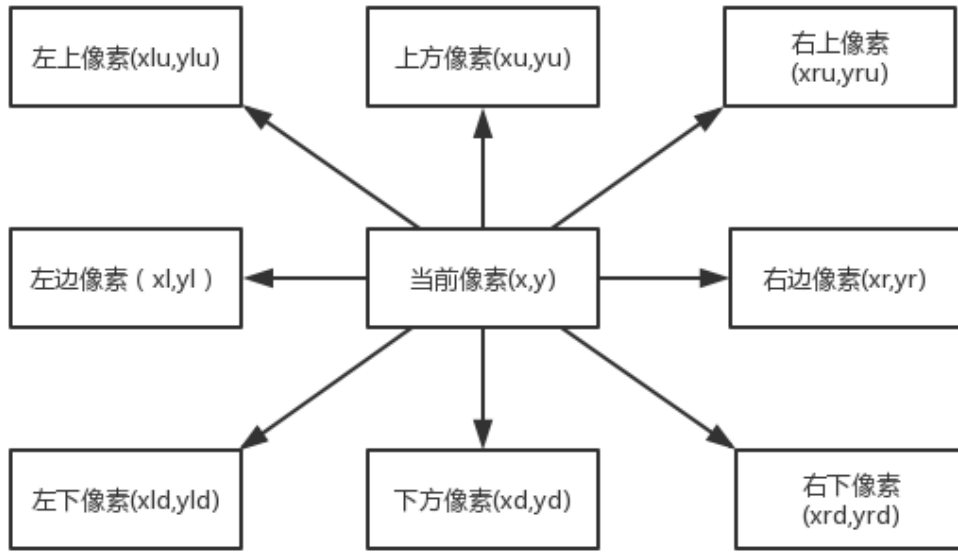 左上像素(xlu,ylu)
上方像素(xu,yu)
右上像素
(xru,yru)
左边像素（xl,yl）
当前像素(x,y)
右边像素(xr,yr)
左下像素(xld,yld)
下方像素(xd,yd)
右下像素
(xrd,yrd)